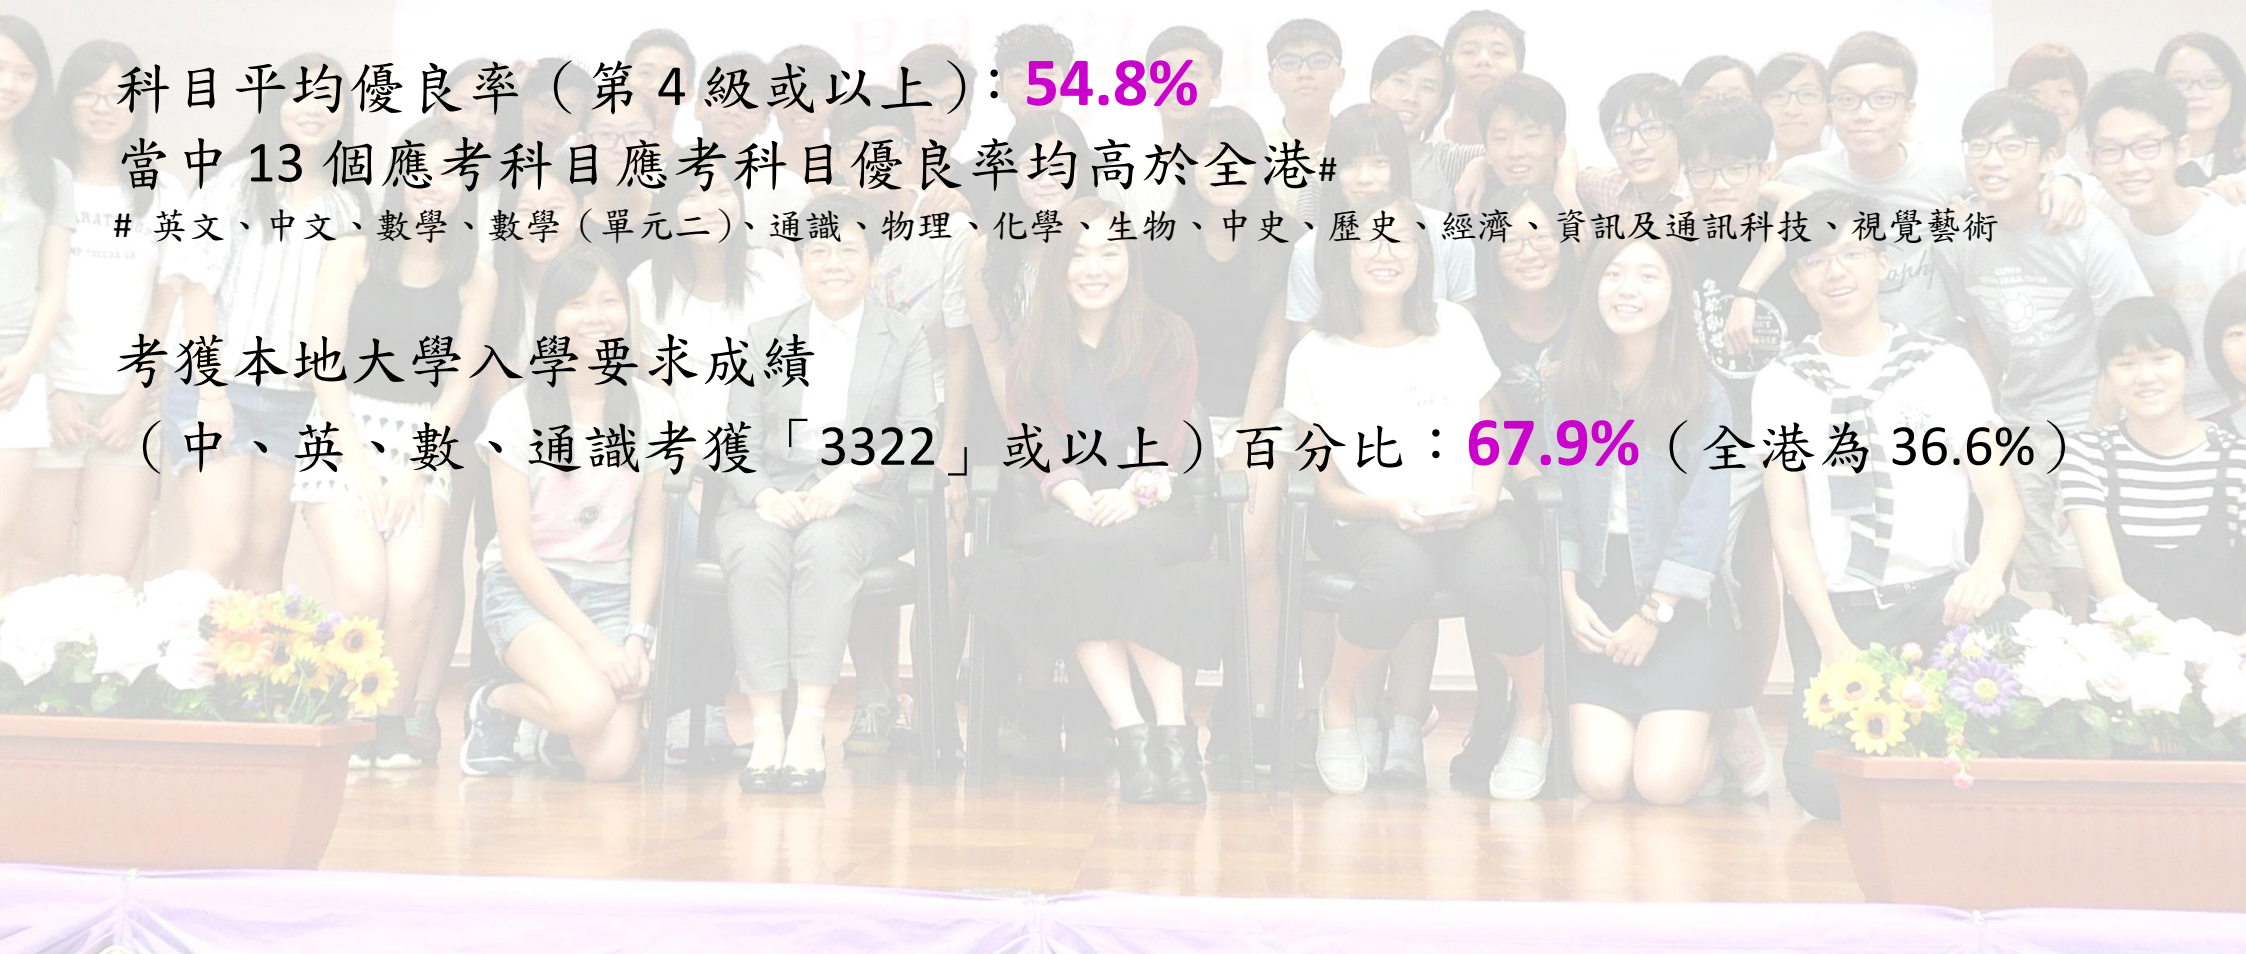 科目平均優良率（第 4 級或以上）：54.8%
當中 13 個應考科目應考科目優良率均高於全港#
# 英文、中文、數學、數學（單元二）、通識、物理、化學、生物、中史、歷史、經濟、資訊及通訊科技、視覺藝術
考獲本地大學入學要求成績
（中、英、數、通識考獲「3322」或以上）百分比：67.9%（全港為 36.6%）